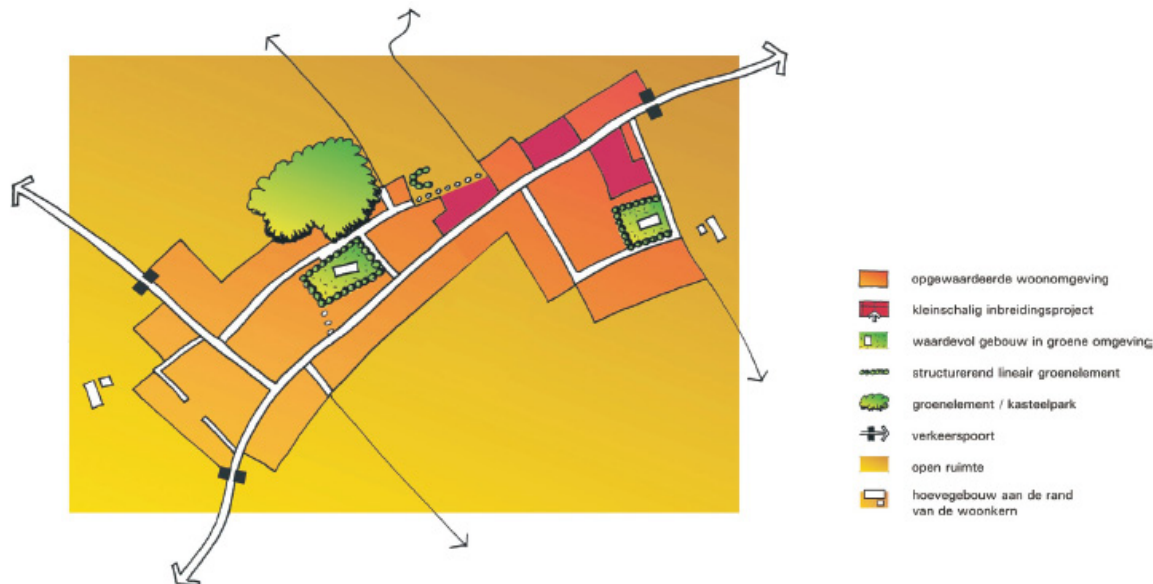 opgewaardeerde woonomgeving
kleinschalig inbreidingsproject
waardevol gebouw in groene omgeving
structurerend lineair groenelement
groenelement / kasteelpark
verkeerspoort
open ruimte
hoevegebouw aan de rand
van de woonkern